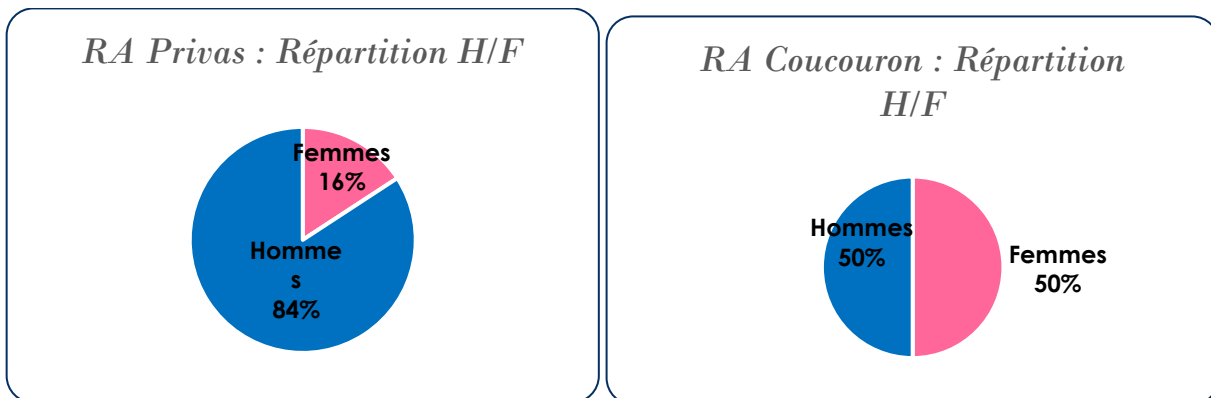 RA Privas : Répartition H/F
Femmes
16%
Homme
s
84%
RA Coucouron : Répartition
H/F
Hommes
50%
Femmes
50%